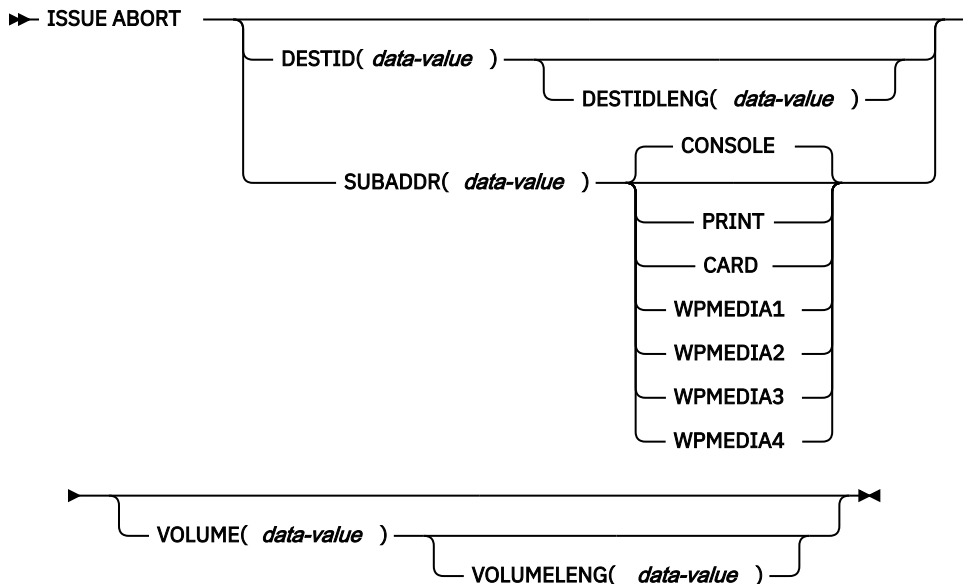 ISSUE ABORT
DESTID( data-value )
DESTIDLENG( data-value )
CONSOLE
SUBADDR( data-value )
PRINT
CARD
WPMEDIA1
WPMEDIA2
WPMEDIA3
WPMEDIA4
VOLUME( data-value )
VOLUMELENG( data-value )